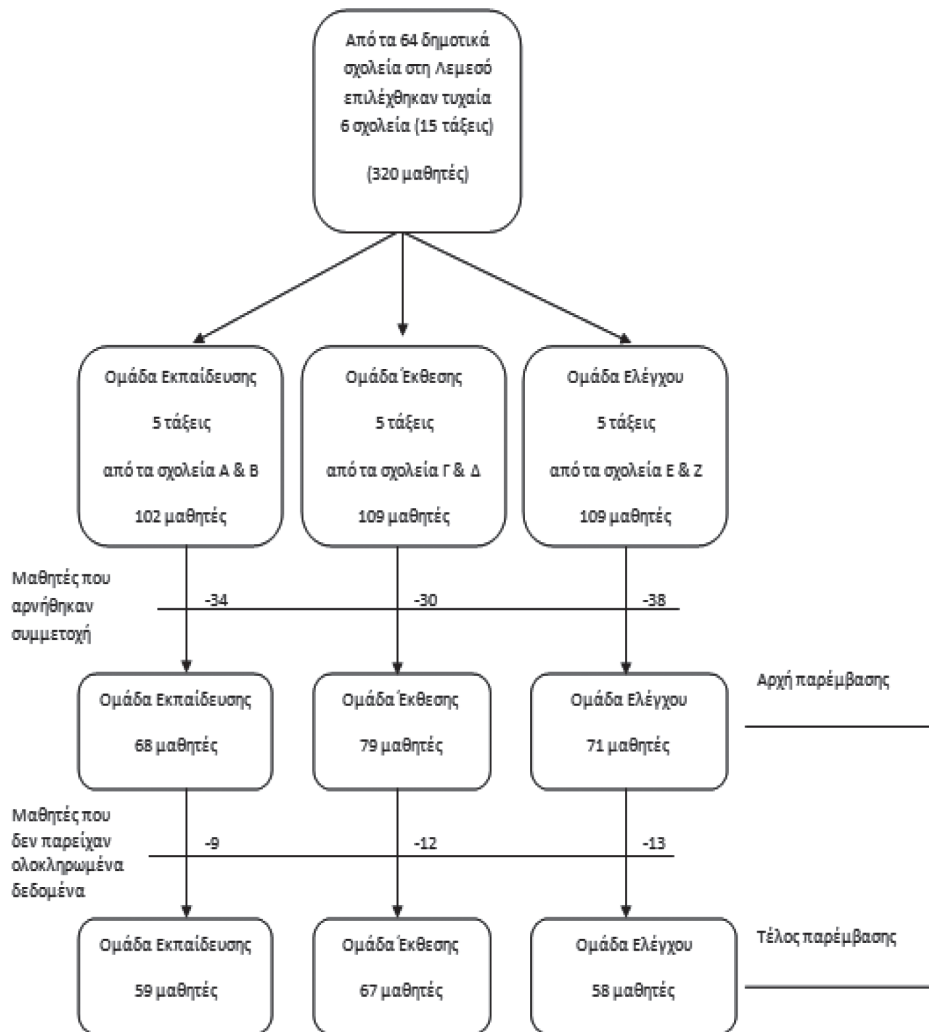 Από τα 64 δημοτικά
σχολεία στη Λεμεσό
επιλέχθηκαν τυχαία
6 σχολεία (15 τάξεις)
(320 μαθητές)
Ομάδα Εκπαίδευσης
5 τάξεις
από τα σχολεία Α & Β
102 μαθητές
Ομάδα Έκθεσης
5 τάξεις
από τα σχολεία Γ & Δ
109 μαθητές
Ομάδα Ελέγχου
5 τάξεις
από τα σχολεία Ε & Ζ
109 μαθητές
Μαθητές που
αρνήθηκαν
συμμετοχή
-34
-30
-38
Ομάδα Εκπαίδευσης
68 μαθητές
Ομάδα Έκθεσης
79 μαθητές
Ομάδα Ελέγχου
71 μαθητές
Αρχή παρέμβασης
Μαθητές που
δεν παρείχαν
ολοκληρωμένα
δεδομένα
-9
-12
-13
Ομάδα Εκπαίδευσης
59 μαθητές
Ομάδα Έκθεσης
67 μαθητές
Ομάδα Ελέγχου
58 μαθητές
Τέλος παρέμβασης